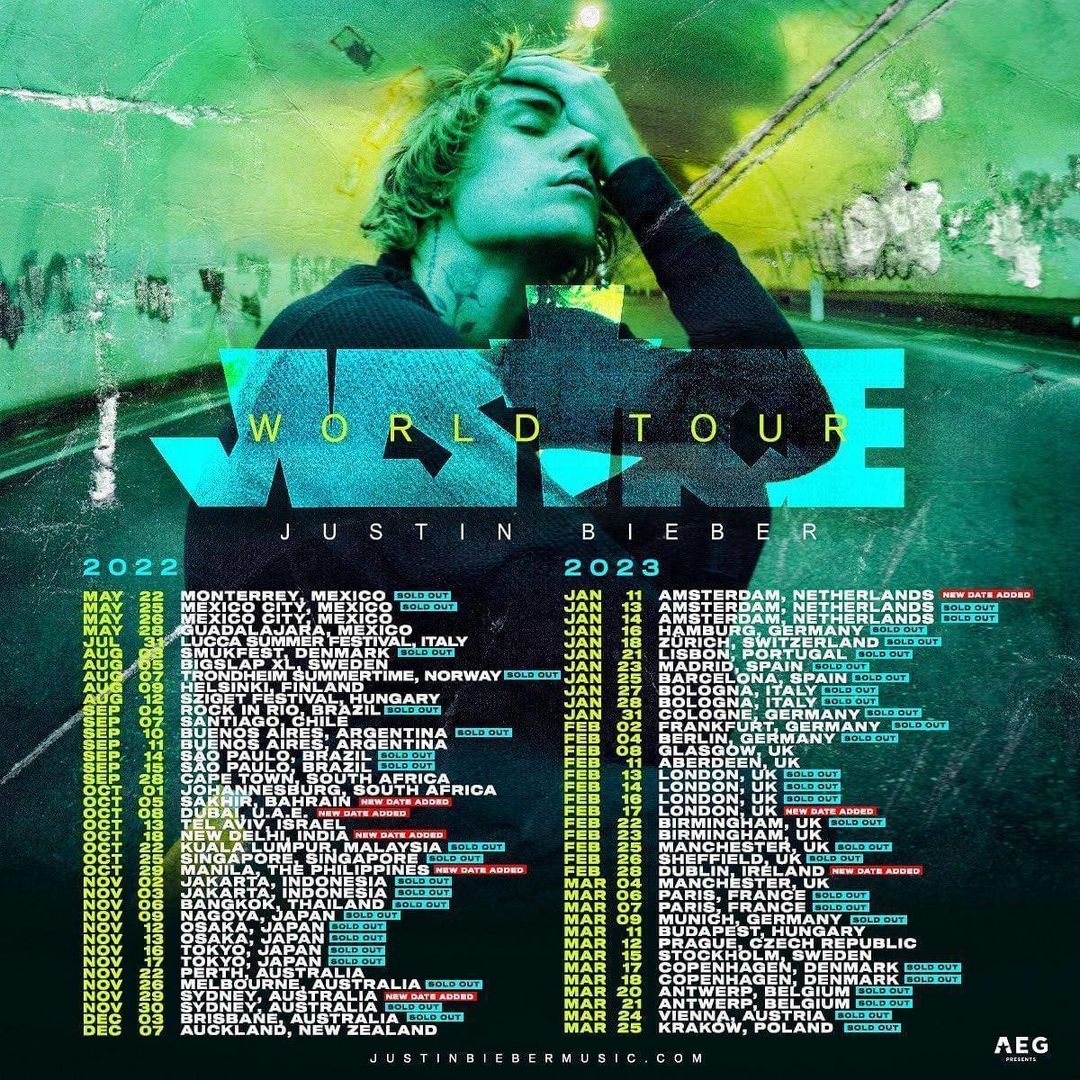 JUSTICE
WORLD TOUR
JUSTIN BIEBER
2022
MAY 22 MONTERREY, MEXICO SOLD OUT
MAY 25 MEXICO CITY, MEXICO SOLD OUT
MAY 26 MEXICO CITY, MEXICO
MAY 28 GUADALAJARA, MEXICO
JUL 31 LUCCA SUMMER FESTIVAL, ITALY
AUG 03 SMUKFEST, DENMARK SOLD OUT
AUG 05 BIGSLAP XL, SWEDEN
AUG 07 TRONDHEIM SUMMERTIME, NORWAY SOLD OUT
AUG 09 HELSINKI, FINLAND
AUG 12 SZIGET FESTIVAL, HUNGARY
SEP 04 ROCK IN RIO, BRAZIL SOLD OUT
SEP 07 SANTIAGO, CHILE
SEP 10 BUENOS AIRES, ARGENTINA SOLD OUT
SEP 11 BUENOS AIRES, ARGENTINA
SEP 14 SÃO PAULO, BRAZIL SOLD OUT
SEP 15 SÃO PAULO, BRAZIL SOLD OUT
SEP 28 CAPE TOWN, SOUTH AFRICA
OCT 01 JOHANNESBURG, SOUTH AFRICA
OCT 05 SAKHIR, BAHRAIN NEW DATE ADDED
OCT 08 DUBAI, U.A.E. NEW DATE ADDED
OCT 13 TEL AVIV, ISRAEL
OCT 18 NEW DELHI, INDIA NEW DATE ADDED
OCT 22 KUALA LUMPUR, MALAYSIA SOLD OUT
OCT 25 SINGAPORE, SINGAPORE SOLD OUT
OCT 29 MANILA, THE PHILIPPINES NEW DATE ADDED
NOV 02 JAKARTA, INDONESIA SOLD OUT
NOV 03 JAKARTA, INDONESIA SOLD OUT
NOV 06 BANGKOK, THAILAND SOLD OUT
NOV 09 NAGOYA, JAPAN SOLD OUT
NOV 12 OSAKA, JAPAN SOLD OUT
NOV 13 OSAKA, JAPAN SOLD OUT
NOV 16 TOKYO, JAPAN SOLD OUT
NOV 17 TOKYO, JAPAN SOLD OUT
NOV 22 PERTH, AUSTRALIA
NOV 26 MELBOURNE, AUSTRALIA SOLD OUT
NOV 29 SYDNEY, AUSTRALIA NEW DATE ADDED
NOV 30 SYDNEY, AUSTRALIA SOLD OUT
DEC 03 BRISBANE, AUSTRALIA SOLD OUT
DEC 07 AUCKLAND, NEW ZEALAND
2023
JAN 11 AMSTERDAM, NETHERLANDS NEW DATE ADDED
JAN 13 AMSTERDAM, NETHERLANDS SOLD OUT
JAN 14 AMSTERDAM, NETHERLANDS SOLD OUT
JAN 16 HAMBURG, GERMANY SOLD OUT
JAN 18 ZURICH, SWITZERLAND SOLD OUT
JAN 21 LISBON, PORTUGAL SOLD OUT
JAN 23 MADRID, SPAIN SOLD OUT
JAN 25 BARCELONA, SPAIN SOLD OUT
JAN 27 BOLOGNA, ITALY SOLD OUT
JAN 28 BOLOGNA, ITALY SOLD OUT
JAN 31 COLOGNE, GERMANY SOLD OUT
FEB 02 FRANKFURT, GERMANY SOLD OUT
FEB 04 BERLIN, GERMANY SOLD OUT
FEB 08 GLASGOW, UK
FEB 11 ABERDEEN, UK
FEB 13 LONDON, UK SOLD OUT
FEB 14 LONDON, UK SOLD OUT
FEB 16 LONDON, UK SOLD OUT
FEB 17 LONDON, UK NEW DATE ADDED
FEB 22 BIRMINGHAM, UK SOLD OUT
FEB 23 BIRMINGHAM, UK
FEB 25 MANCHESTER, UK SOLD OUT
FEB 26 SHEFFIELD, UK SOLD OUT
FEB 28 DUBLIN, IRELAND NEW DATE ADDED
MAR 04 MANCHESTER, UK
MAR 06 PARIS, FRANCE SOLD OUT
MAR 07 PARIS, FRANCE SOLD OUT
MAR 09 MUNICH, GERMANY SOLD OUT
MAR 11 BUDAPEST, HUNGARY
MAR 12 PRAGUE, CZECH REPUBLIC
MAR 15 STOCKHOLM, SWEDEN
MAR 17 COPENHAGEN, DENMARK SOLD OUT
MAR 18 COPENHAGEN, DENMARK SOLD OUT
MAR 20 ANTWERP, BELGIUM SOLD OUT
MAR 21 ANTWERP, BELGIUM SOLD OUT
MAR 24 VIENNA, AUSTRIA SOLD OUT
MAR 25 KRAKÓW, POLAND SOLD OUT
JUSTINBIEBERMUSIC.COM
AEG
PRESENTS